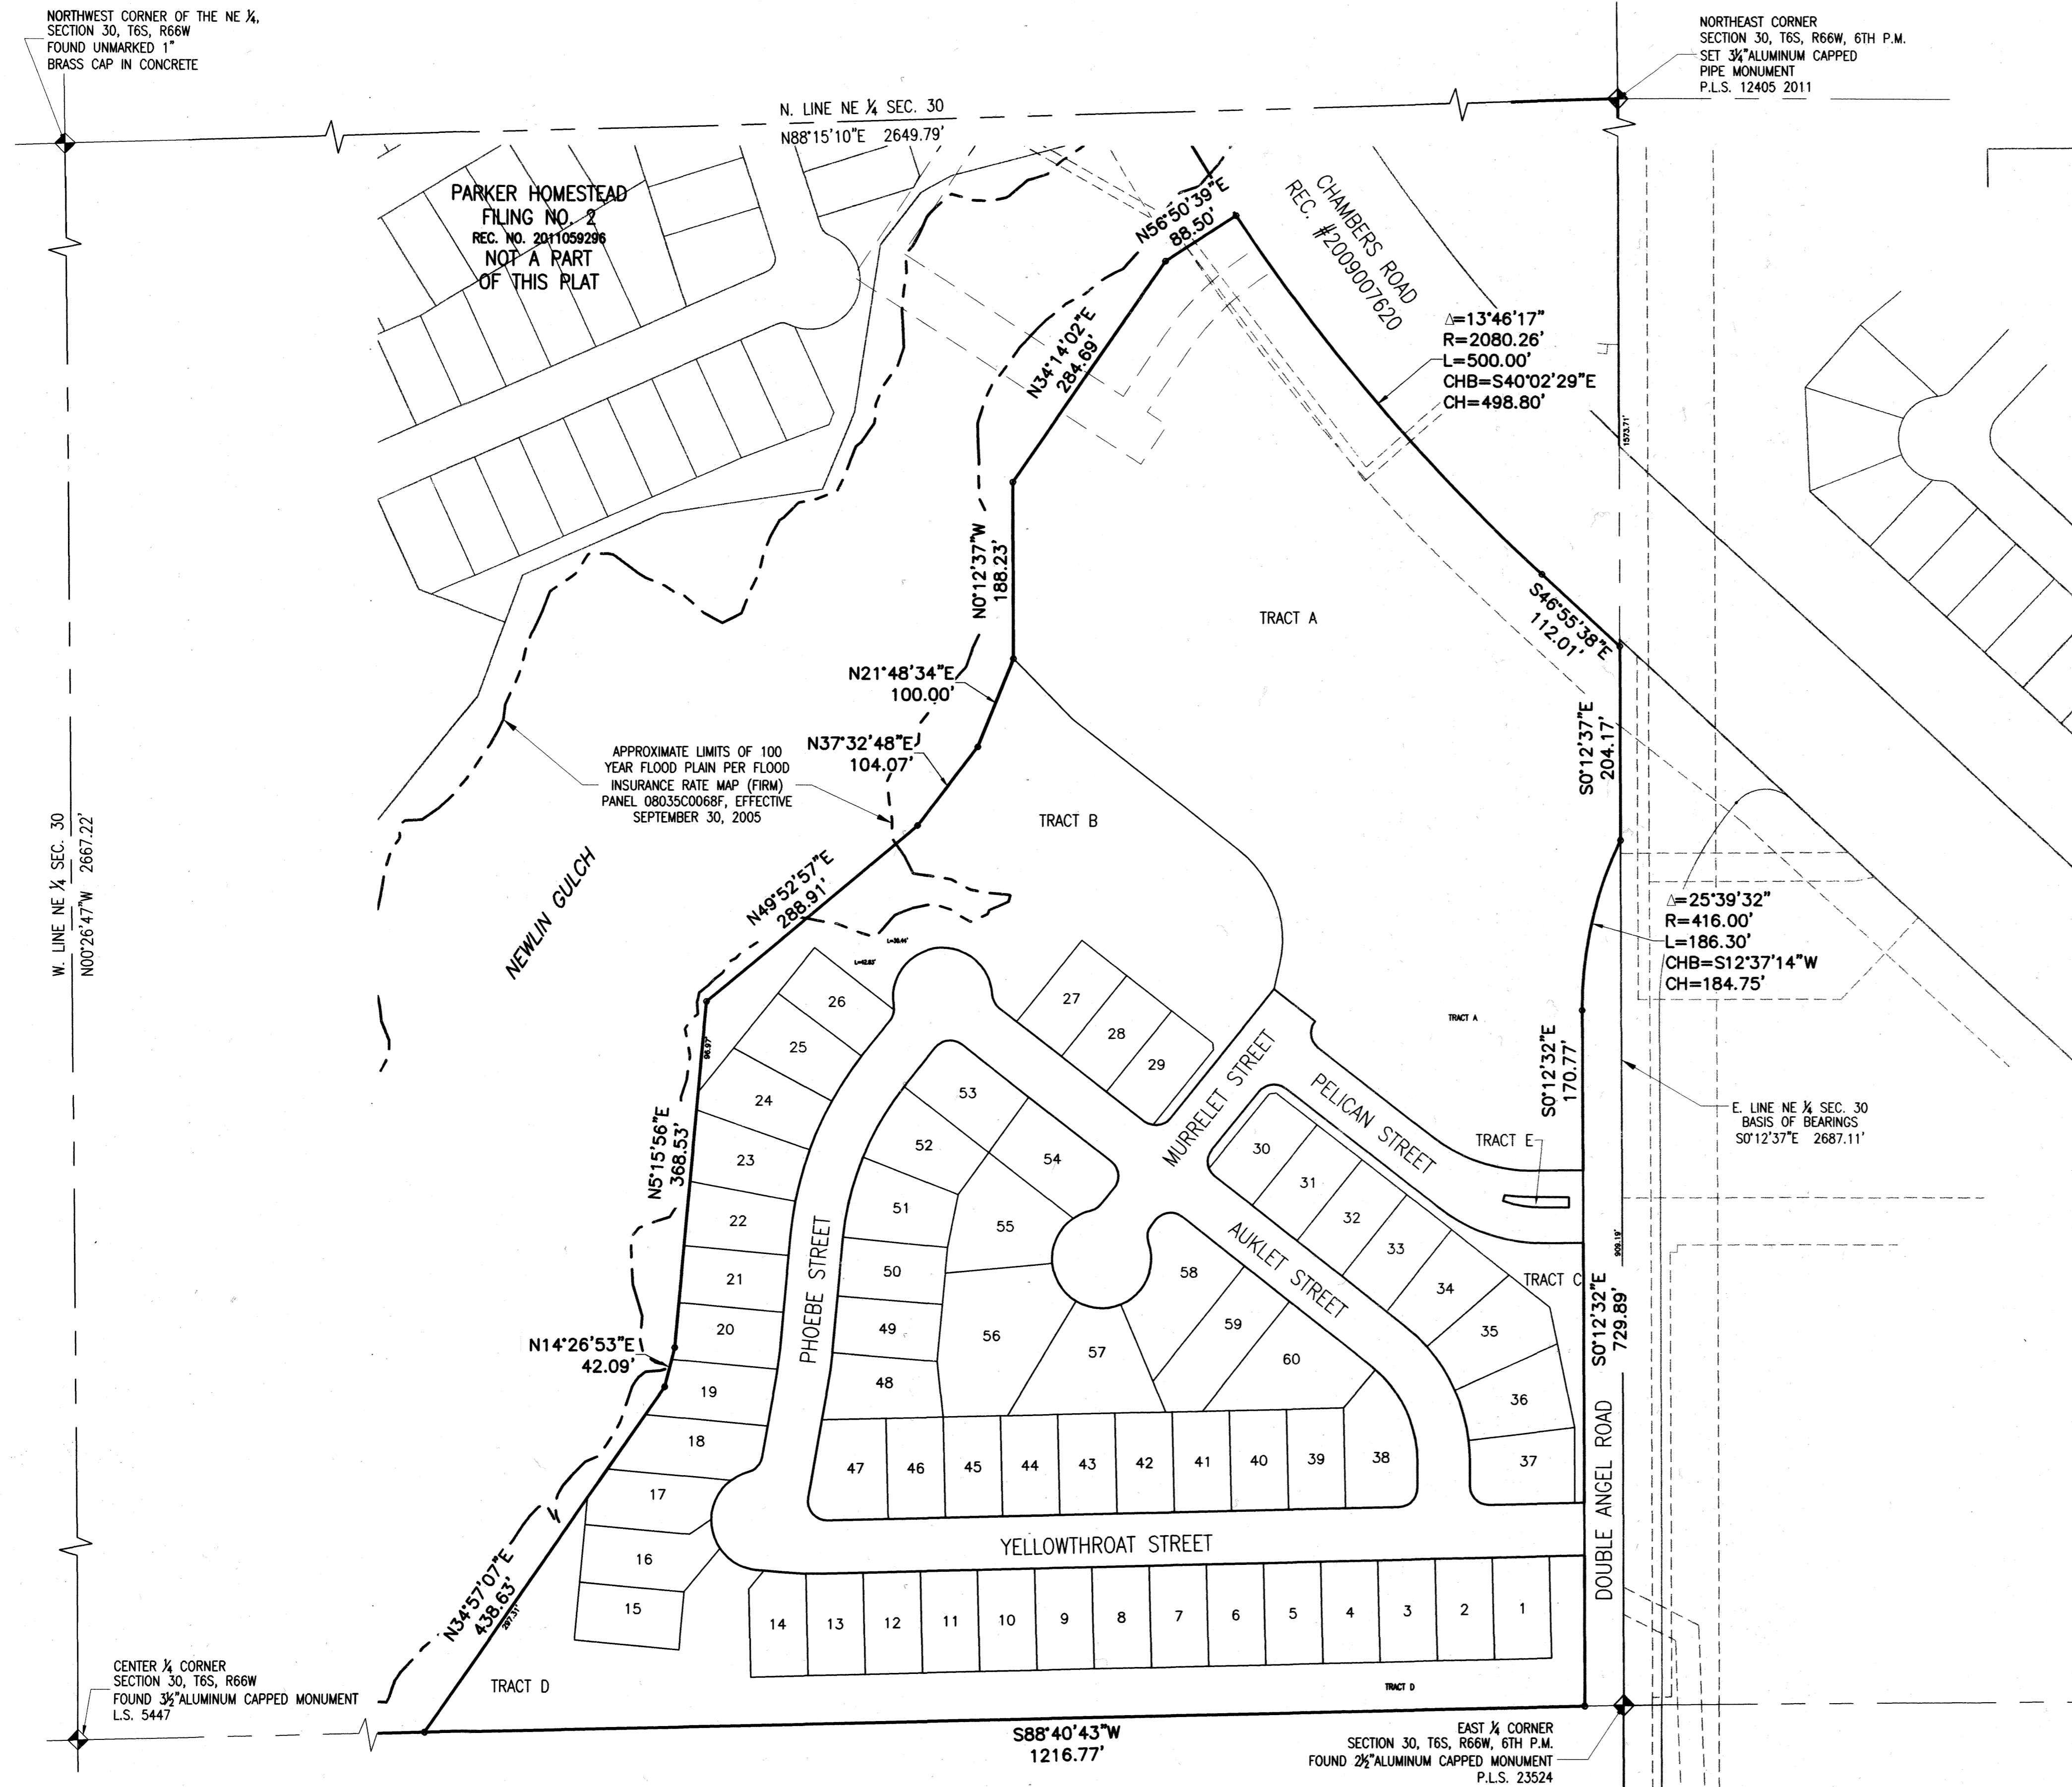 NORTHWEST CORNER OF THE NE ¼,
SECTION 30, T6S, R66W
FOUND UNMARKED 1"
BRASS CAP IN CONCRETE
NORTHEAST CORNER
SECTION 30, T6S, R66W, 6TH P.M.
SET 3¼"ALUMINUM CAPPED
PIPE MONUMENT
P.L.S. 12405 2011
N. LINE NE ¼ SEC. 30
N88°15'10"E 2649.79'
PARKER HOMESTEAD
FILING NO. 2
REC. NO. 2011059296
NOT A PART
OF THIS PLAT
N56°50'39"E
88.50'
CHAMBERS ROAD
REC. #2009007620
Δ=13°46'17"
R=2080.26'
L=500.00'
CHB=S40°02'29"E
CH=498.80'
N34°14'02"E
284.69'
1573.71'
N0°12'37"W
188.23'
TRACT A
S46°55'38"E
112.01'
N21°48'34"E
100.00'
S0°12'37"E
204.17'
N37°32'48"E
104.07'
APPROXIMATE LIMITS OF 100
YEAR FLOOD PLAIN PER FLOOD
INSURANCE RATE MAP (FIRM)
PANEL 08035C0068F, EFFECTIVE
SEPTEMBER 30, 2005
TRACT B
W. LINE NE ¼ SEC. 30
N00°26'47"W 2667.22'
NEWLIN GULCH
N49°52'57"E
288.91'
L=39.44'
L=42.83'
Δ=25°39'32"
R=416.00'
L=186.30'
CHB=S12°37'14"W
CH=184.75'
26
27
28
29
25
TRACT A
96.97'
24
53
MURRELET STREET
PELICAN STREET
S0°12'32"E
170.77'
E. LINE NE ¼ SEC. 30
BASIS OF BEARINGS
S0°12'37"E 2687.11'
TRACT E
N5°15'56"E
368.53'
23
52
54
30
31
22
51
55
32
33
909.19'
PHOEBE STREET
AUKLET STREET
21
50
58
34
TRACT C
S0°12'32"E
729.89'
20
49
56
57
59
60
35
N14°26'53"E
42.09'
19
48
36
18
47
46
45
44
43
42
41
40
39
38
37
17
YELLOWTHROAT STREET
DOUBLE ANGEL ROAD
16
15
14
13
12
11
10
9
8
7
6
5
4
3
2
1
N34°57'07"E
438.63'
297.31'
CENTER ¼ CORNER
SECTION 30, T6S, R66W
FOUND 3½"ALUMINUM CAPPED MONUMENT
L.S. 5447
TRACT D
TRACT D
S88°40'43"W
1216.77'
EAST ¼ CORNER
SECTION 30, T6S, R66W, 6TH P.M.
FOUND 2½"ALUMINUM CAPPED MONUMENT
P.L.S. 23524